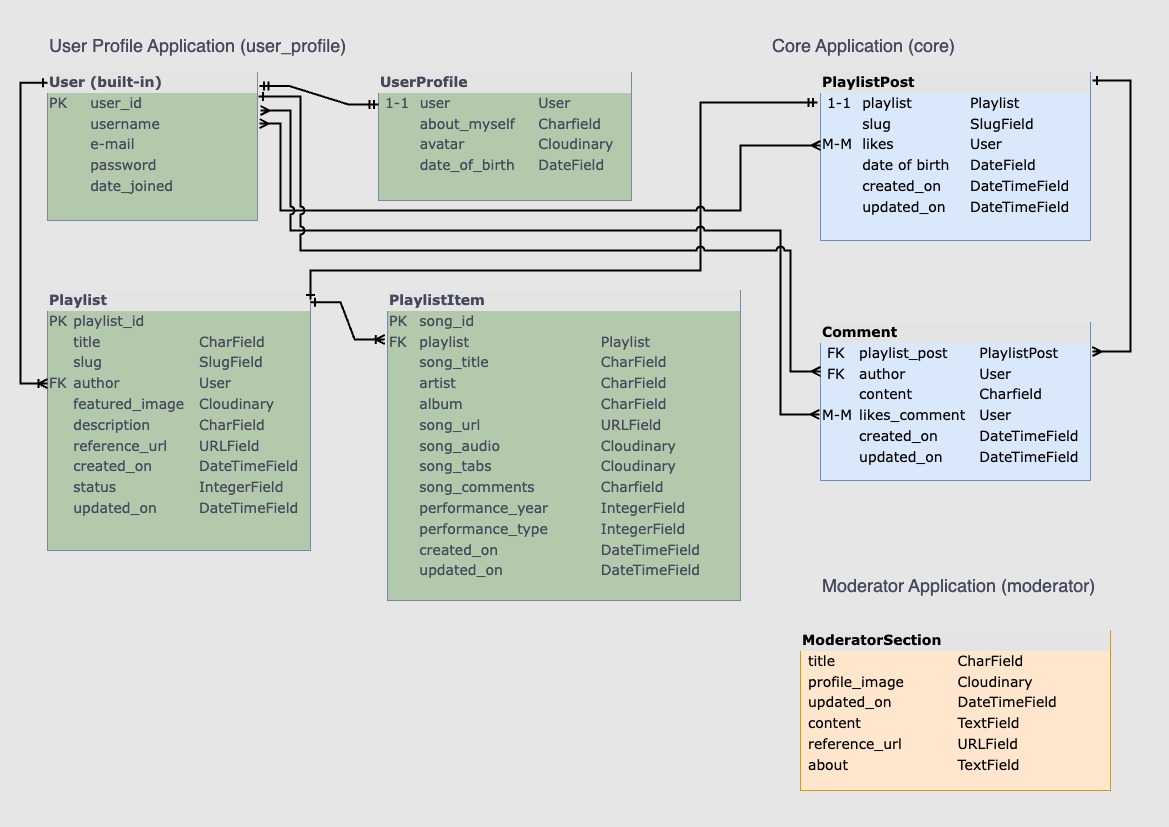 User Profile Application (user_profile)
User (built-in)
PK user_id
username
e-mail
password
date_joined
UserProfile
1-1 user User
about_myself Charfield
avatar Cloudinary
date_of_birth DateField
Playlist
PK playlist_id
title CharField
slug SlugField
FK author User
featured_image Cloudinary
description CharField
reference_url URLField
created_on DateTimeField
status IntegerField
updated_on DateTimeField
PlaylistItem
PK song_id
FK playlist Playlist
song_title CharField
artist CharField
album CharField
song_url URLField
song_audio Cloudinary
song_tabs Cloudinary
song_comments Charfield
performance_year IntegerField
performance_type IntegerField
created_on DateTimeField
updated_on DateTimeField
Core Application (core)
PlaylistPost
1-1 playlist Playlist
slug SlugField
M-M likes User
date of birth DateField
created_on DateTimeField
updated_on DateTimeField
Comment
FK playlist_post PlaylistPost
FK author User
content Charfield
M-M likes_comment User
created_on DateTimeField
updated_on DateTimeField
Moderator Application (moderator)
ModeratorSection
title CharField
profile_image Cloudinary
updated_on DateTimeField
content TextField
reference_url URLField
about TextField